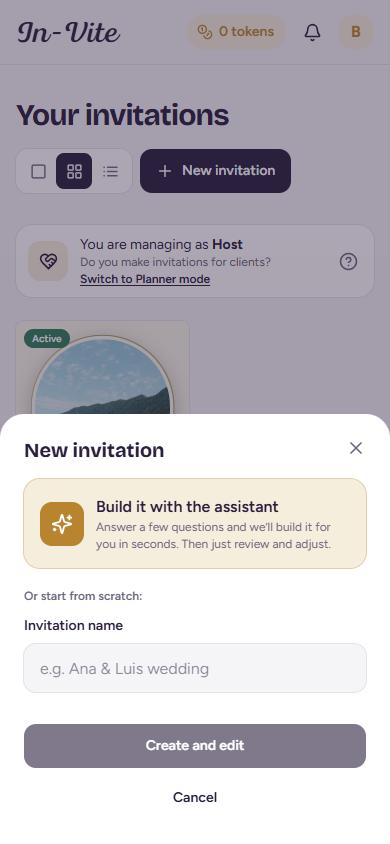 In-Vite
0 tokens
B
Your invitations
New invitation
You are managing as Host
Do you make invitations for clients?
Switch to Planner mode
Active
New invitation
Build it with the assistant
Answer a few questions and we'll build it for
you in seconds. Then just review and adjust.
Or start from scratch:
Invitation name
e.g. Ana & Luis wedding
Create and edit
Cancel